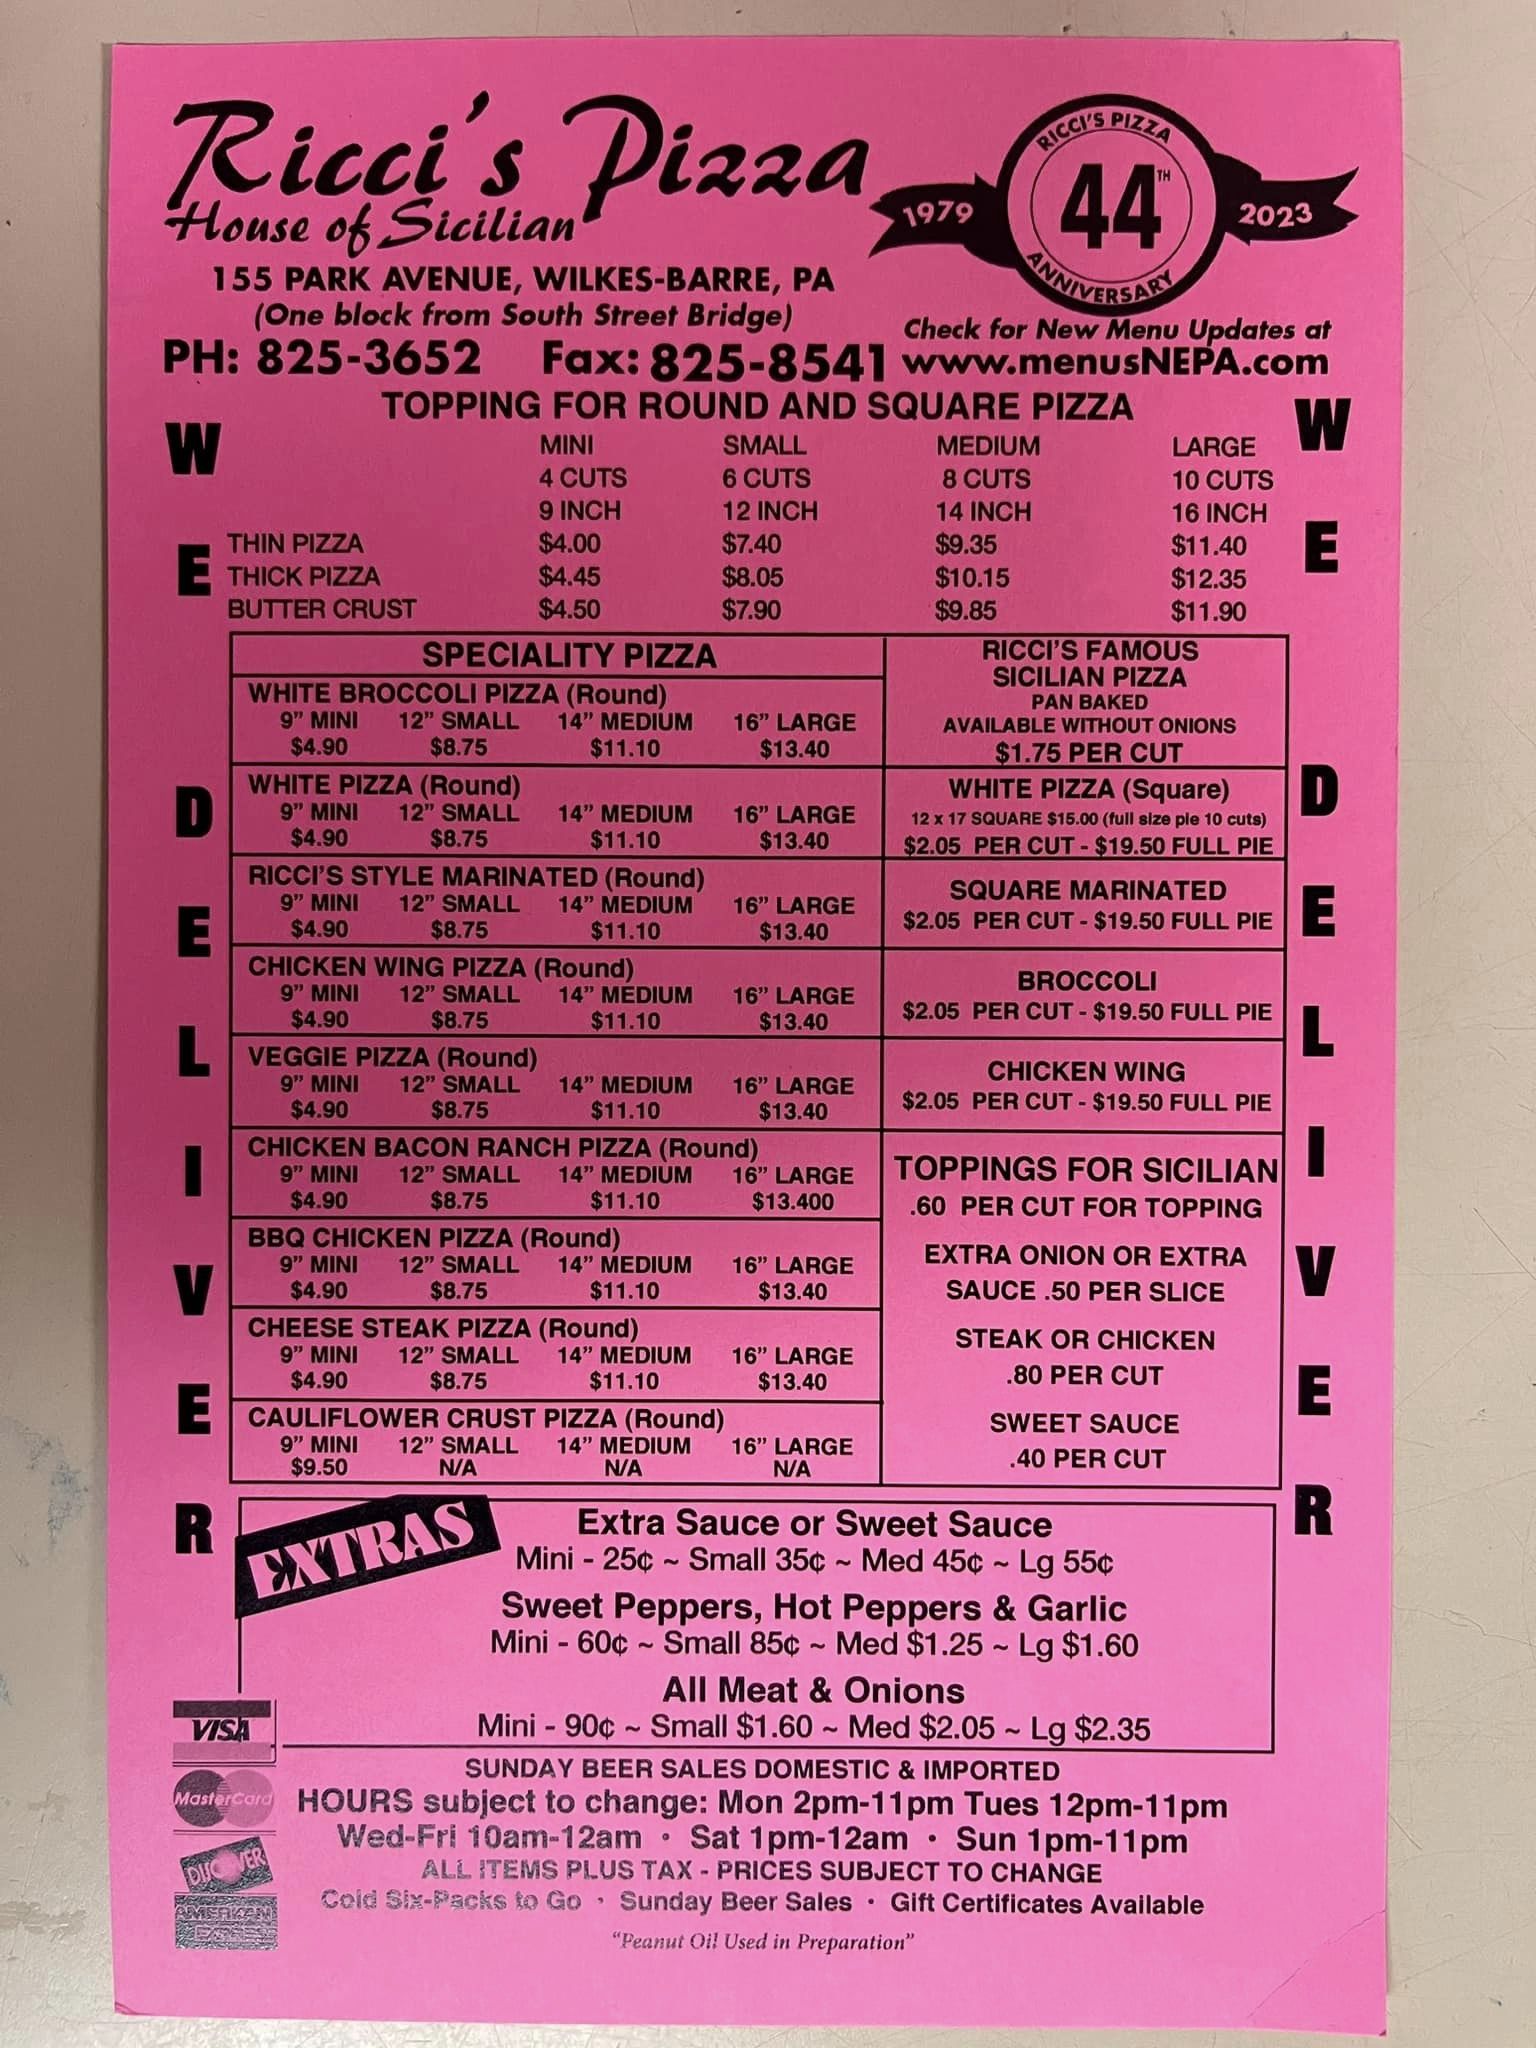 Ricci's Pizza
House of Sicilian
155 PARK AVENUE, WILKES-BARRE, PA
(One block from South Street Bridge)
PH: 825-3652 Fax: 825-8541
RICCI'S PIZZA
1979 44TH 2023
ANNIVERSARY
Check for New Menu Updates at
www.menusNEPA.com
WE DELIVER
WE DELIVER
TOPPING FOR ROUND AND SQUARE PIZZA
MINI SMALL MEDIUM LARGE
4 CUTS 6 CUTS 8 CUTS 10 CUTS
9 INCH 12 INCH 14 INCH 16 INCH
THIN PIZZA $4.00 $7.40 $9.35 $11.40
THICK PIZZA $4.45 $8.05 $10.15 $12.35
BUTTER CRUST $4.50 $7.90 $9.85 $11.90
SPECIALITY PIZZA
WHITE BROCCOLI PIZZA (Round)
9" MINI 12" SMALL 14" MEDIUM 16" LARGE
$4.90 $8.75 $11.10 $13.40
WHITE PIZZA (Round)
9" MINI 12" SMALL 14" MEDIUM 16" LARGE
$4.90 $8.75 $11.10 $13.40
RICCI'S STYLE MARINATED (Round)
9" MINI 12" SMALL 14" MEDIUM 16" LARGE
$4.90 $8.75 $11.10 $13.40
CHICKEN WING PIZZA (Round)
9" MINI 12" SMALL 14" MEDIUM 16" LARGE
$4.90 $8.75 $11.10 $13.40
VEGGIE PIZZA (Round)
9" MINI 12" SMALL 14" MEDIUM 16" LARGE
$4.90 $8.75 $11.10 $13.40
CHICKEN BACON RANCH PIZZA (Round)
9" MINI 12" SMALL 14" MEDIUM 16" LARGE
$4.90 $8.75 $11.10 $13.400
BBQ CHICKEN PIZZA (Round)
9" MINI 12" SMALL 14" MEDIUM 16" LARGE
$4.90 $8.75 $11.10 $13.40
CHEESE STEAK PIZZA (Round)
9" MINI 12" SMALL 14" MEDIUM 16" LARGE
$4.90 $8.75 $11.10 $13.40
CAULIFLOWER CRUST PIZZA (Round)
9" MINI 12" SMALL 14" MEDIUM 16" LARGE
$9.50 N/A N/A N/A
RICCI'S FAMOUS
SICILIAN PIZZA
PAN BAKED
AVAILABLE WITHOUT ONIONS
$1.75 PER CUT
WHITE PIZZA (Square)
12 x 17 SQUARE $15.00 (full size pie 10 cuts)
$2.05 PER CUT - $19.50 FULL PIE
SQUARE MARINATED
$2.05 PER CUT - $19.50 FULL PIE
BROCCOLI
$2.05 PER CUT - $19.50 FULL PIE
CHICKEN WING
$2.05 PER CUT - $19.50 FULL PIE
TOPPINGS FOR SICILIAN
.60 PER CUT FOR TOPPING
EXTRA ONION OR EXTRA
SAUCE .50 PER SLICE
STEAK OR CHICKEN
.80 PER CUT
SWEET SAUCE
.40 PER CUT
EXTRAS
Extra Sauce or Sweet Sauce
Mini - 25¢ ~ Small 35¢ ~ Med 45¢ ~ Lg 55¢
Sweet Peppers, Hot Peppers & Garlic
Mini - 60¢ ~ Small 85¢ ~ Med $1.25 ~ Lg $1.60
All Meat & Onions
Mini - 90¢ ~ Small $1.60 ~ Med $2.05 ~ Lg $2.35
VISA
MasterCard
DISCOVER
AMERICAN EXPRESS
SUNDAY BEER SALES DOMESTIC & IMPORTED
HOURS subject to change: Mon 2pm-11pm Tues 12pm-11pm
Wed-Fri 10am-12am • Sat 1pm-12am • Sun 1pm-11pm
ALL ITEMS PLUS TAX - PRICES SUBJECT TO CHANGE
Cold Six-Packs to Go • Sunday Beer Sales • Gift Certificates Available
"Peanut Oil Used in Preparation"